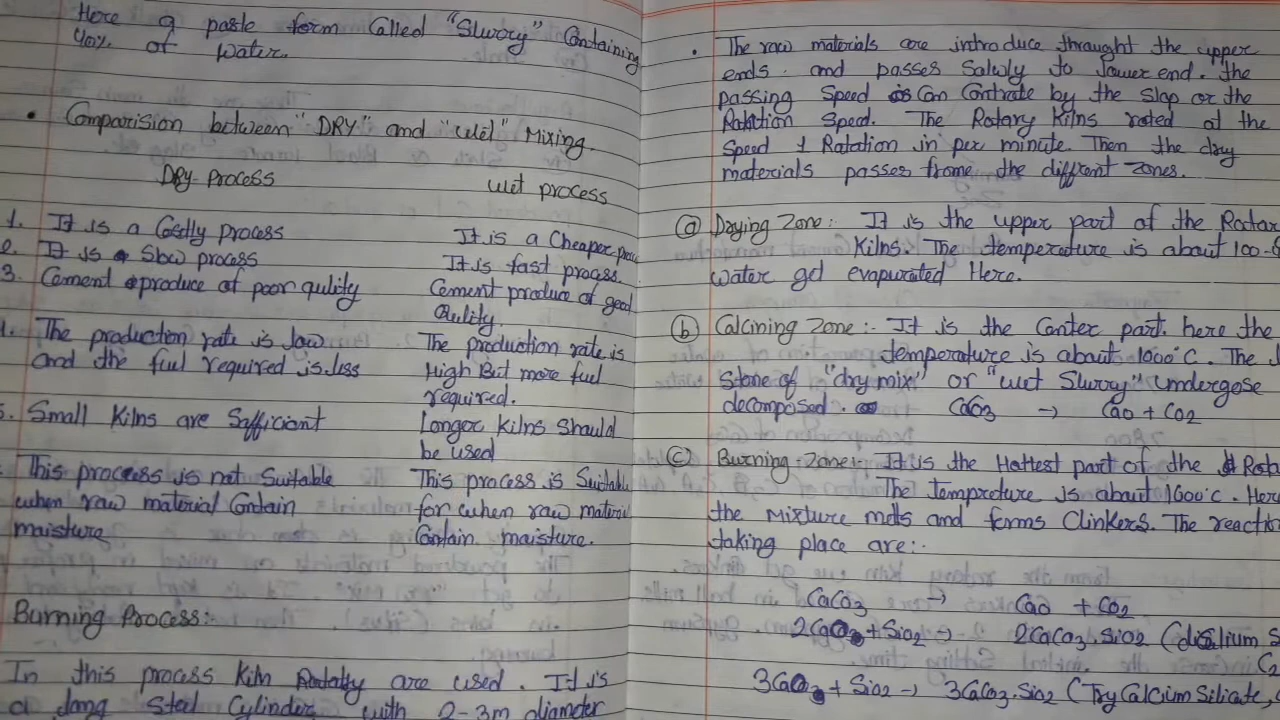 Here a paste form Called "Slurry" Containing
40% of Water.
• Comparision between "DRY" and "Wet" Mixing.
Dry Process
Wet process
1. It is a Costly process
It is a Cheaper
2. It is Slow process
It is fast process.
3. Cement produce of poor qulity
Cement produce of good
Qulity.
The production rate is low
and the fuel required is less
The production rate is
High But more fuel
required.
5. Small Kilns are Sufficient
Longer kilns should
be used
This process is not Suitable
when raw material Contain
maisture
This process is Suitable
for when raw material
Contain maisture.
Burning Process:-
In this process Kiln are used. It is
a long Steel Cylinder with 2-3m diameter
• The raw materials are introduce throught the upper
ends. and passes Salwly to lower end. the
passing Speed Can by the Slop or the
Rotation Speed. The Rotary Kilns rated at the
Speed 1 Rotation in per minute. Then the dry
materials passes frome the diffrent zones.
(a) Drying Zone:- It is the upper part of the Rotar
Kilns. The temperature is about 100-
Water get evapurated Here.
(b) Calcining Zone:- It is the Center part. here the
temperature is about 1000°C. The
Stone of "dry mix" or "wet Slurry" undergose
decomposed. CaCo3 → Cao + CO2
(c) Burning Zone:- It is the Hottest part of the Rota
The Tempreture is about 1600°C. Here
the Mixture melts and forms Clinkers. The reactio
taking place are:-
CaCo3 → Cao + CO2
+ Sio2 → 2CaCo3.SiO2
C2
+ Sio2 → 3CaCo3.Sio2 (Try Calcium Silicate,